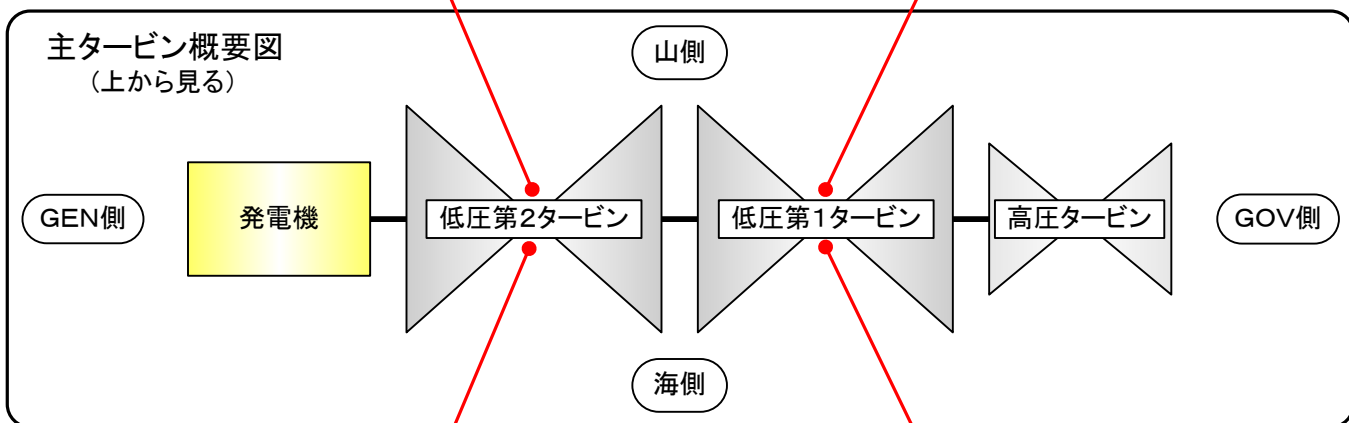 主タービン概要図
（上から見る）
山側
GEN側
発電機
低圧第2タービン
低圧第1タービン
高圧タービン
GOV側
海側